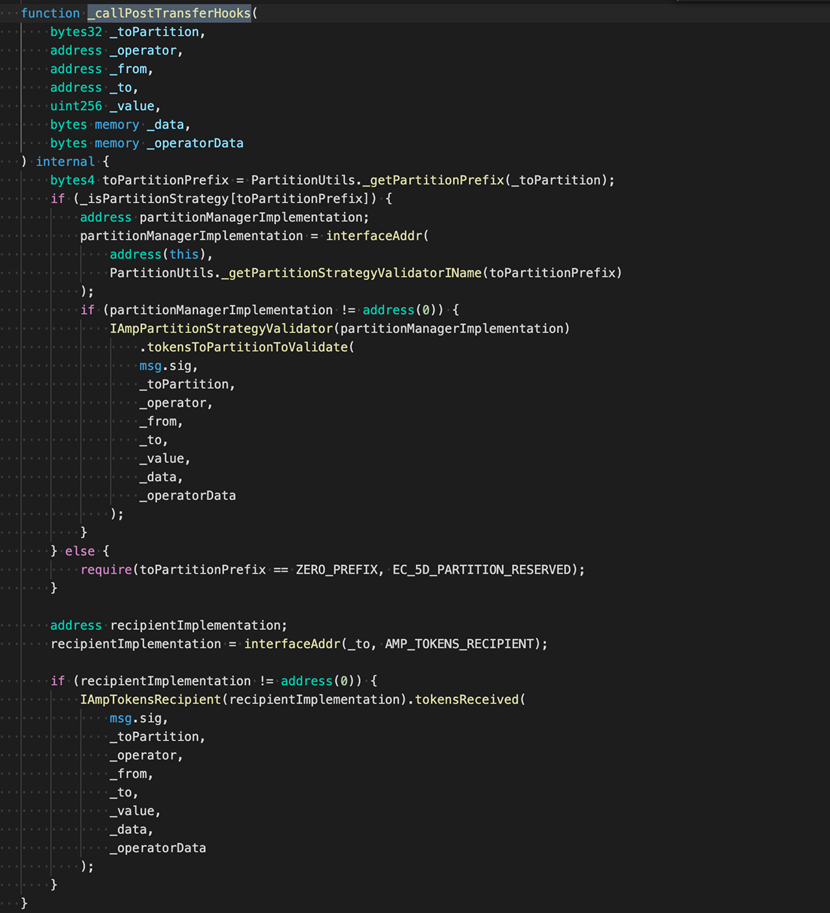 function _callPostTransferHooks(
bytes32 _toPartition,
address _operator,
address _from,
address _to,
uint256 _value,
bytes memory _data,
bytes memory _operatorData
) internal {
bytes4 toPartitionPrefix = PartitionUtils._getPartitionPrefix(_toPartition);
if (_isPartitionStrategy[toPartitionPrefix]) {
address partitionManagerImplementation;
partitionManagerImplementation = interfaceAddr(
address(this),
PartitionUtils._getPartitionStrategyValidatorIName(toPartitionPrefix)
);
if (partitionManagerImplementation != address(0)) {
IAmpPartitionStrategyValidator(partitionManagerImplementation)
.tokensToPartitionToValidate(
msg.sig,
_toPartition,
_operator,
_from,
_to,
_value,
_data,
_operatorData
);
}
} else {
require(toPartitionPrefix == ZERO_PREFIX, EC_5D_PARTITION_RESERVED);
}
address recipientImplementation;
recipientImplementation = interfaceAddr(_to, AMP_TOKENS_RECIPIENT);
if (recipientImplementation != address(0)) {
IAmpTokensRecipient(recipientImplementation).tokensReceived(
msg.sig,
_toPartition,
_operator,
_from,
_to,
_value,
_data,
_operatorData
);
}
}